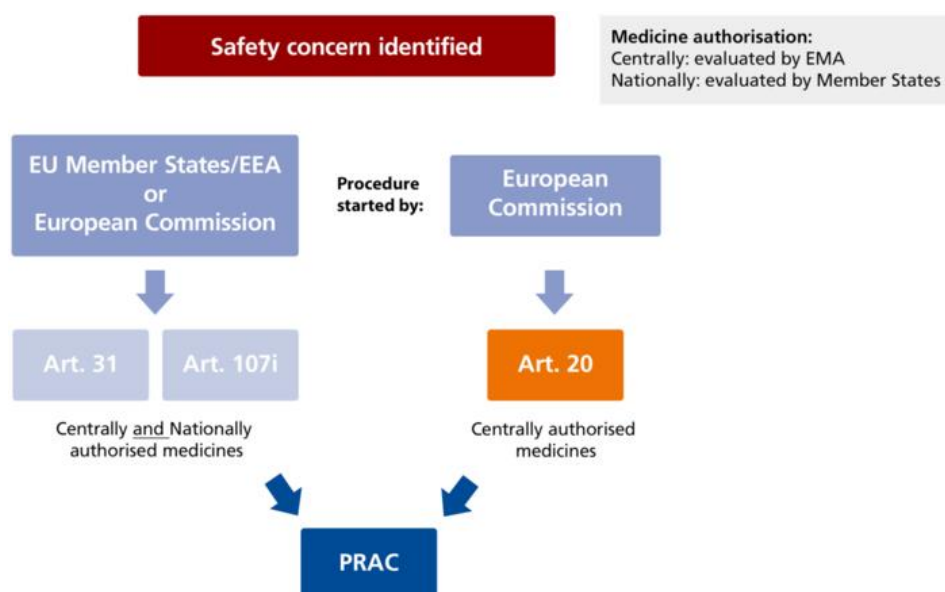 Safety concern identified
Medicine authorisation:
Centrally: evaluated by EMA
Nationally: evaluated by Member States
EU Member States/EEA
or
European Commission
Procedure
started by:
European
Commission
Art. 31
Art. 107i
Art. 20
Centrally and Nationally
authorised medicines
Centrally authorised
medicines
PRAC